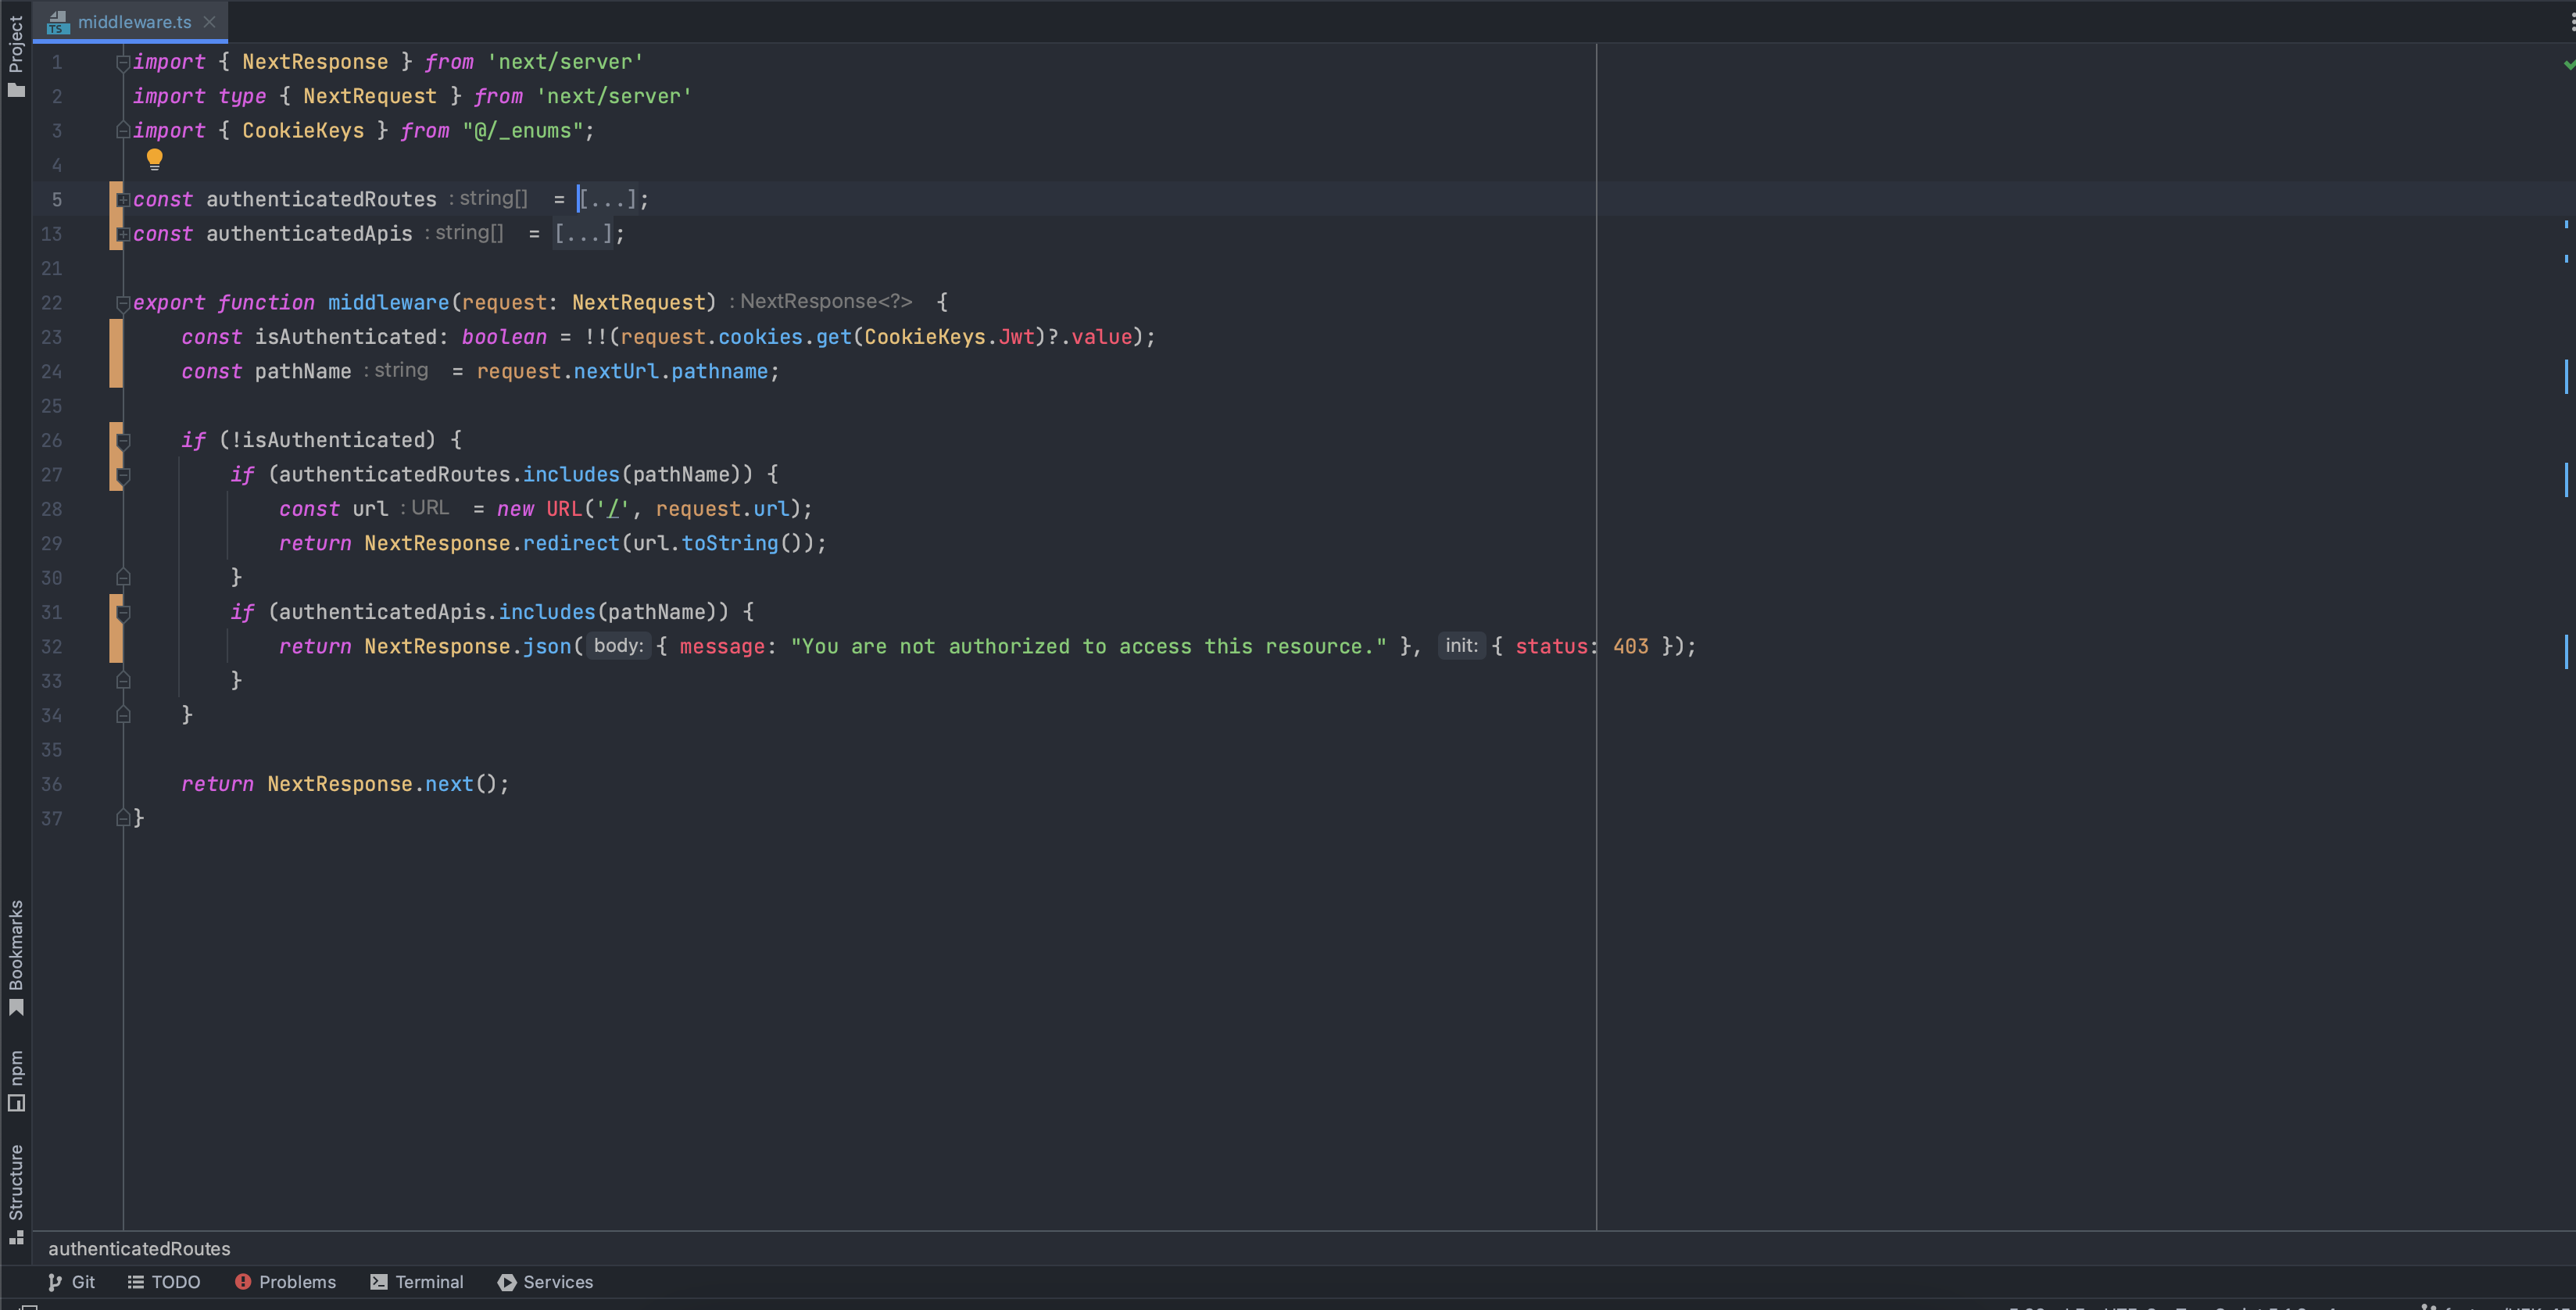 Project
middleware.ts
TS
1 import { NextResponse } from 'next/server'
2 import type { NextRequest } from 'next/server'
3 import { CookieKeys } from "@/_enums";
4
5 const authenticatedRoutes : string[] = [...];
13 const authenticatedApis : string[] = [...];
21
22 export function middleware(request: NextRequest) : NextResponse<?> {
23 const isAuthenticated: boolean = !!(request.cookies.get(CookieKeys.Jwt)?.value);
24 const pathName : string = request.nextUrl.pathname;
25
26 if (!isAuthenticated) {
27 if (authenticatedRoutes.includes(pathName)) {
28 const url : URL = new URL('/', request.url);
29 return NextResponse.redirect(url.toString());
30 }
31 if (authenticatedApis.includes(pathName)) {
32 return NextResponse.json( body: { message: "You are not authorized to access this resource." }, init: { status: 403 });
33 }
34 }
35
36 return NextResponse.next();
37 }
Bookmarks
npm
Structure
authenticatedRoutes
Git TODO Problems Terminal Services